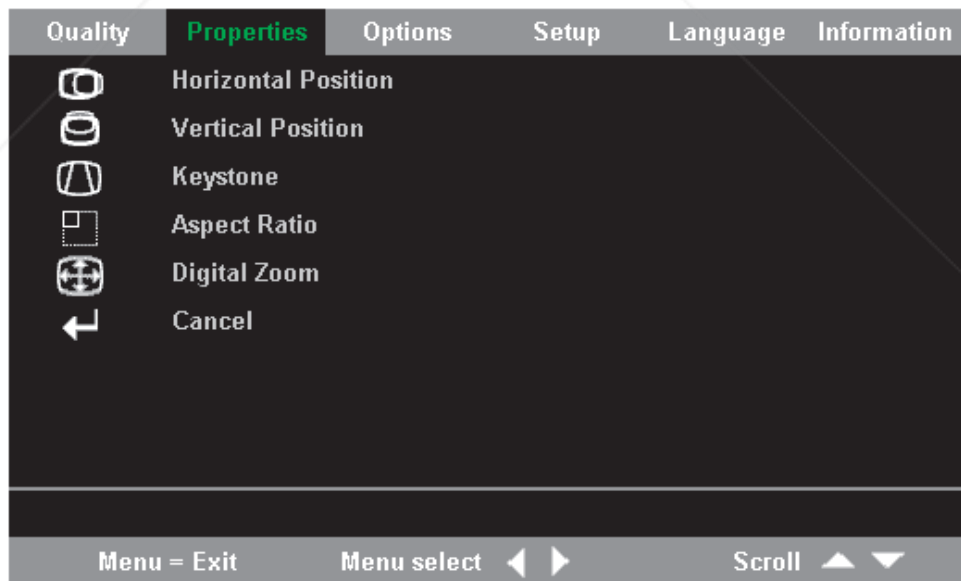 Quality Properties Options Setup Language Information
Horizontal Position
Vertical Position
Keystone
Aspect Ratio
Digital Zoom
Cancel
Menu = Exit Menu select Scroll